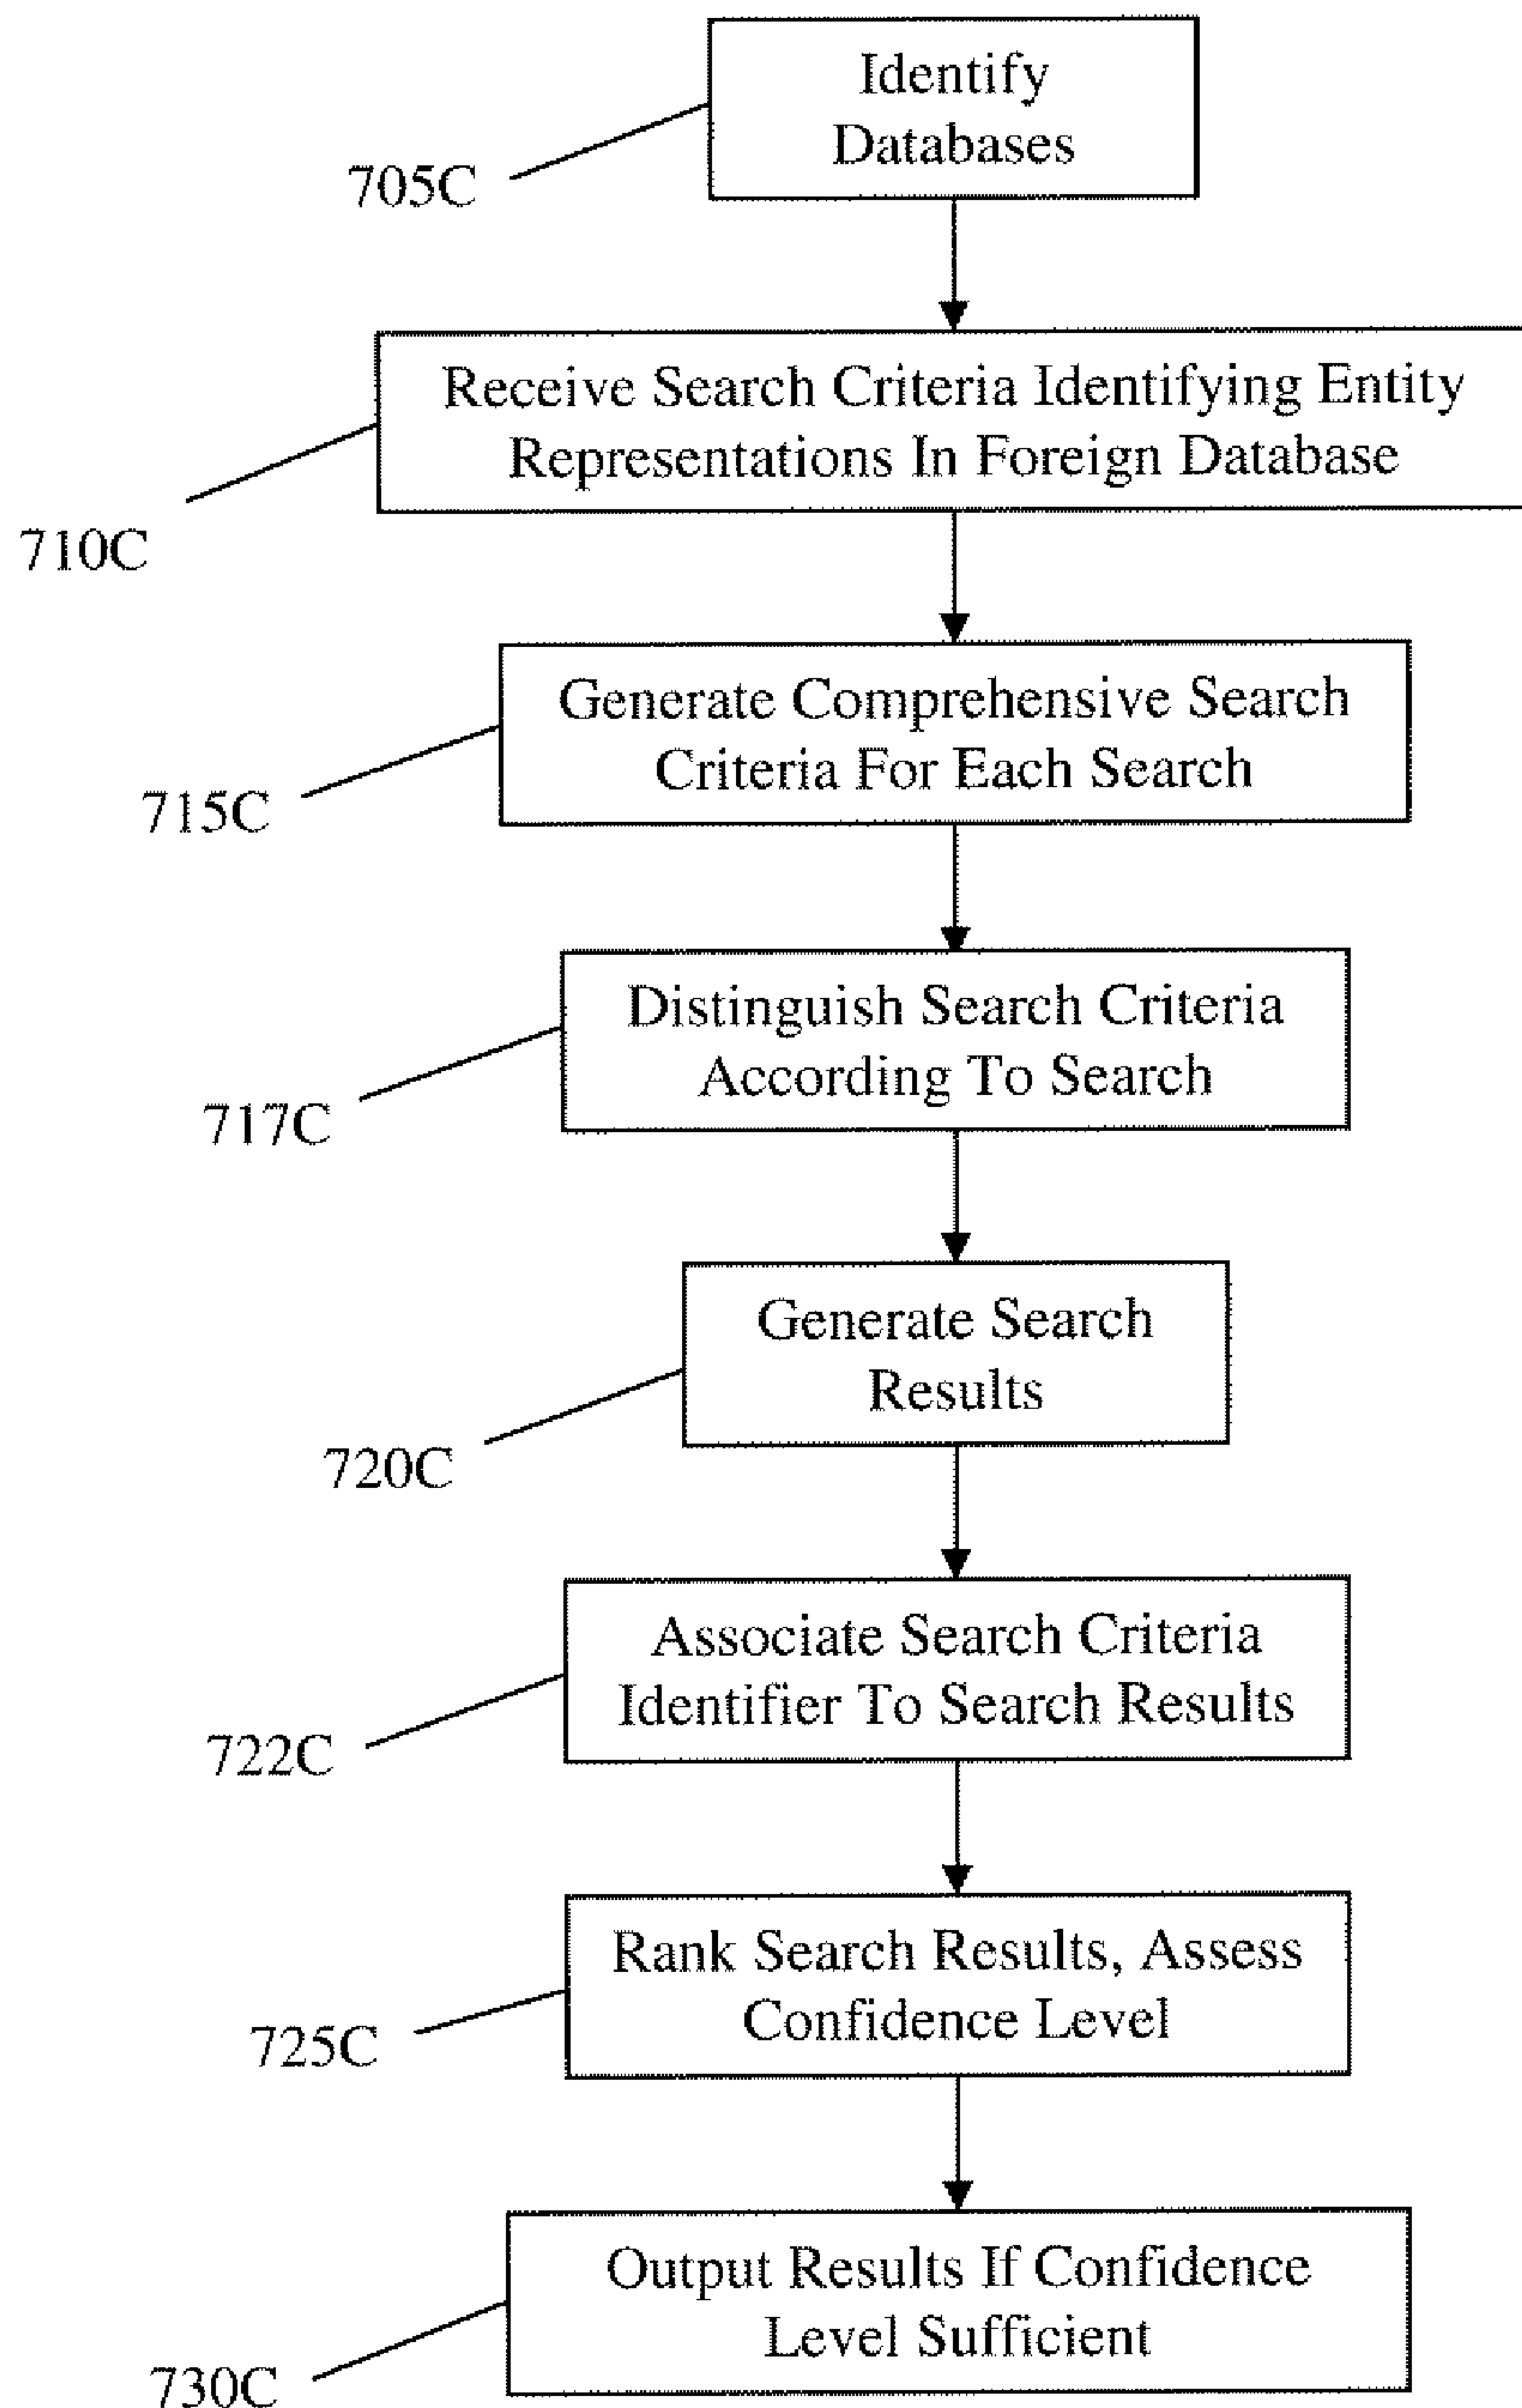 Identify
Databases
705C
Receive Search Criteria Identifying Entity
Representations In Foreign Database
710C
Generate Comprehensive Search
Criteria For Each Search
715C
Distinguish Search Criteria
According To Search
717C
Generate Search
Results
720C
Associate Search Criteria
Identifier To Search Results
722C
Rank Search Results, Assess
Confidence Level
725C
Output Results If Confidence
Level Sufficient
730C